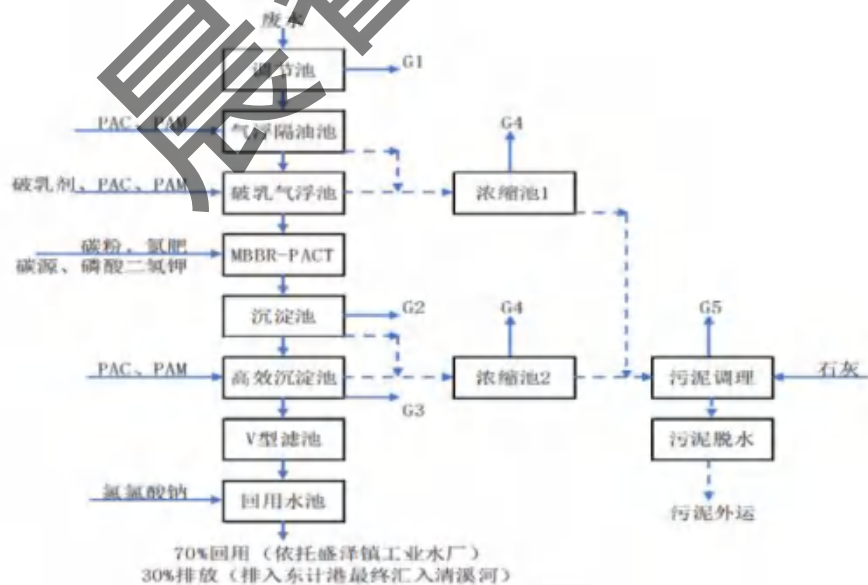 废水
调节池
G1
PAC、PAM
气浮隔油池
G4
破乳剂、PAC、PAM
破乳气浮池
浓缩池1
碳粉、氮肥
碳源、磷酸二氢钾
MBBR-PACT
沉淀池
G2
G4
G5
PAC、PAM
高效沉淀池
浓缩池2
污泥调理
石灰
G3
V型滤池
污泥脱水
氯酸钠
回用水池
污泥外运
70%回用（依托盛泽镇工业水厂）
30%排放（排入东计港最终汇入清溪河）